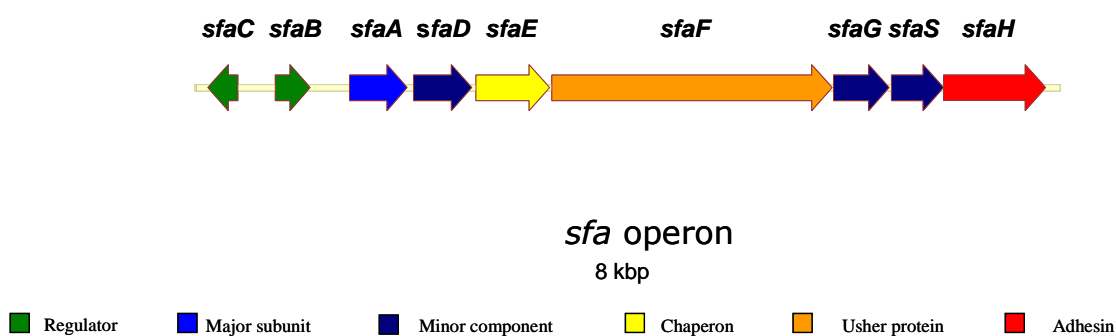 sfaC sfaB sfaA sfaD sfaE sfaF sfaG sfaS sfaH
sfa operon
8 kbp
Regulator Major subunit Minor component Chaperon Usher protein Adhesin